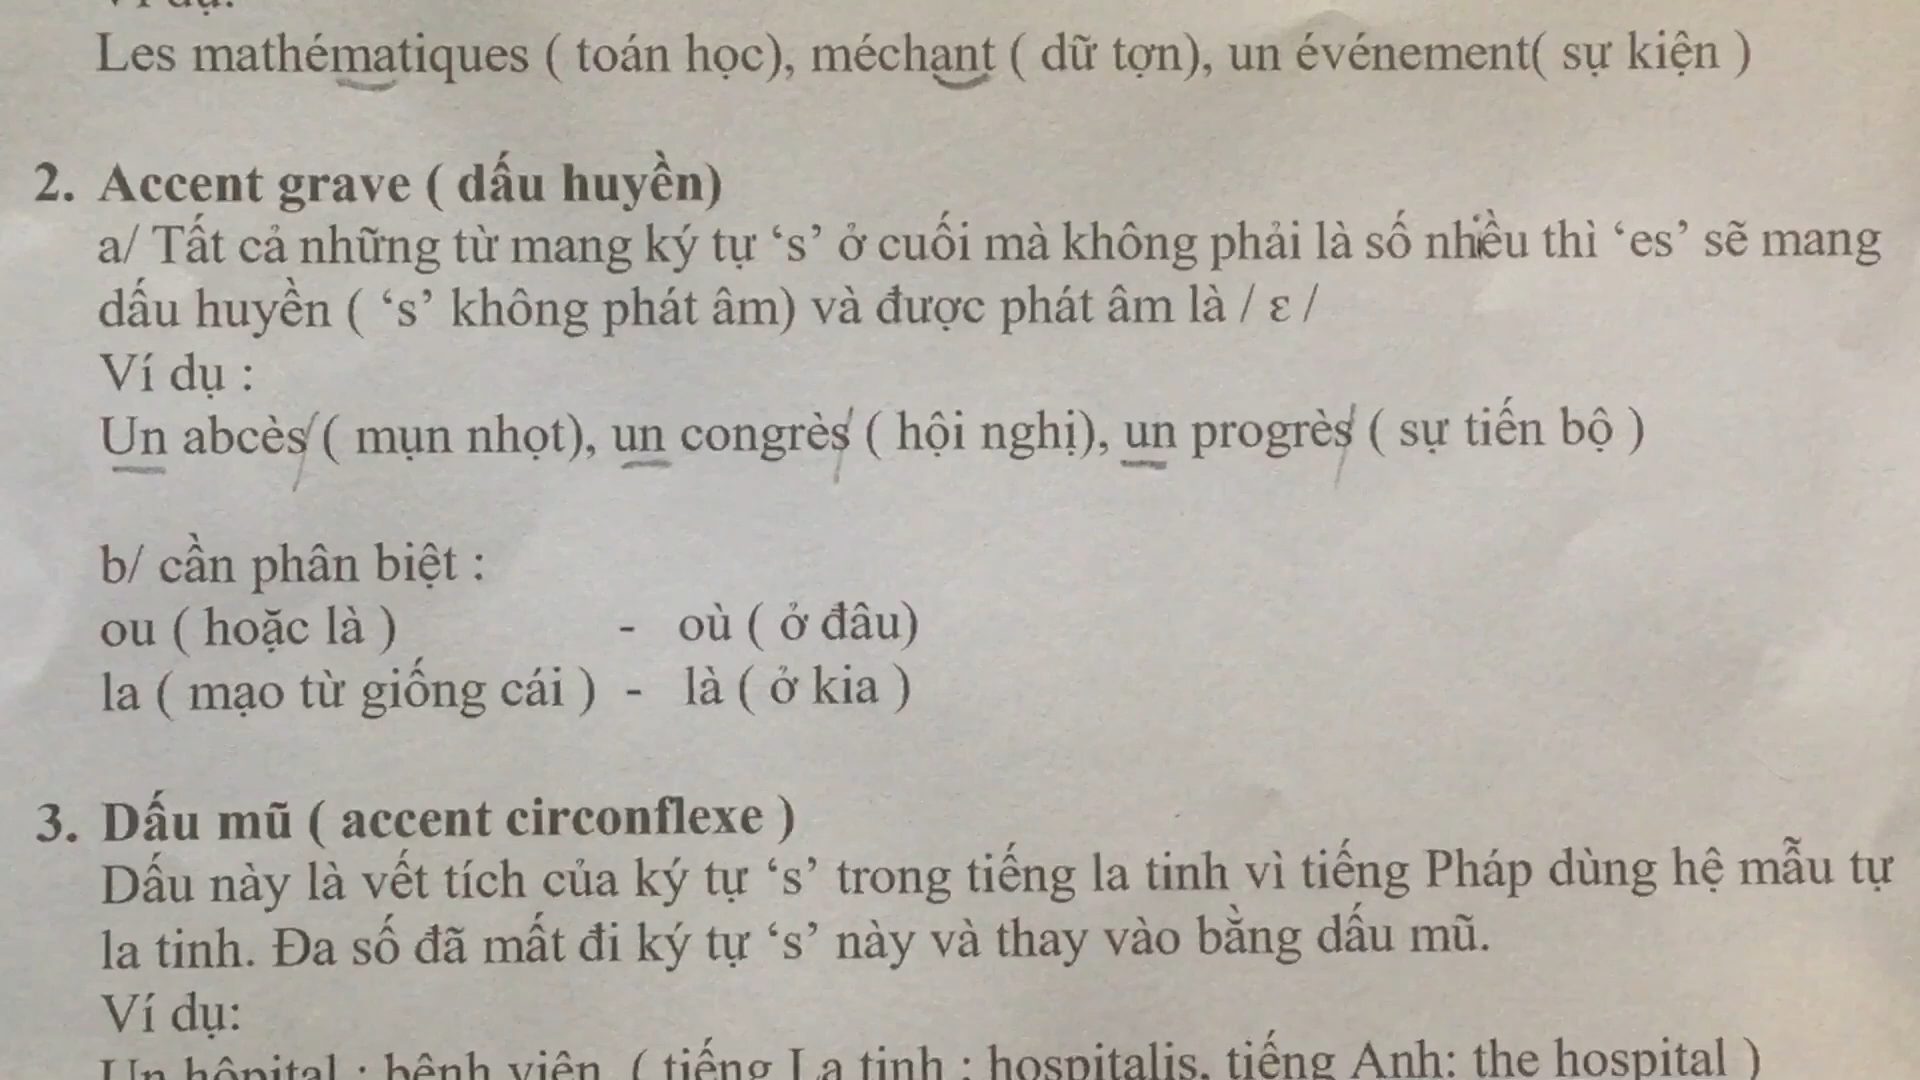 Ví dụ:
Les mathématiques ( toán học), méchant ( dữ tợn), un événement( sự kiện )
2. Accent grave ( dấu huyền)
a/ Tất cả những từ mang ký tự ‘s’ ở cuối mà không phải là số nhiều thì ‘es’ sẽ mang
dấu huyền ( ‘s’ không phát âm) và được phát âm là / ε /
Ví dụ :
Un abcès ( mụn nhọt), un congrès ( hội nghị), un progrès ( sự tiến bộ )
b/ cần phân biệt :
ou ( hoặc là ) - où ( ở đâu)
la ( mạo từ giống cái ) - là ( ở kia )
3. Dấu mũ ( accent circonflexe )
Dấu này là vết tích của ký tự ‘s’ trong tiếng la tinh vì tiếng Pháp dùng hệ mẫu tự
la tinh. Đa số đã mất đi ký tự ‘s’ này và thay vào bằng dấu mũ.
Ví dụ:
Un hôpital : bệnh viện ( tiếng La tinh : hospitalis, tiếng Anh: the hospital )